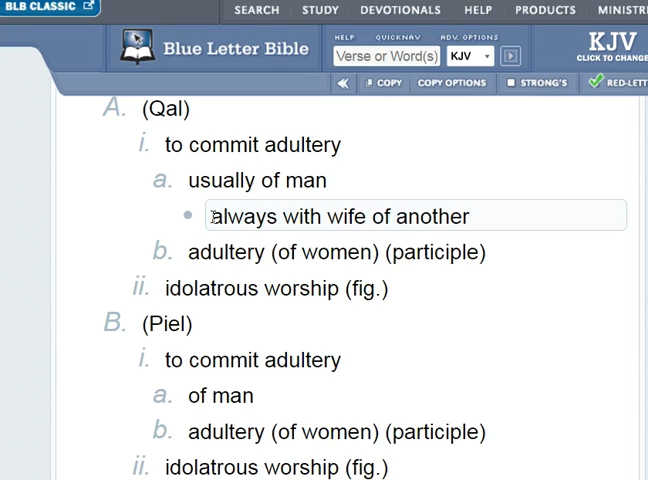 BLB CLASSIC
SEARCH STUDY DEVOTIONALS HELP PRODUCTS MINISTRI
HELP QUICKNAV ADV. OPTIONS
Blue Letter Bible Verse or Word(s) KJV KJV
CLICK TO CHANGE
COPY COPY OPTIONS STRONG'S RED-LETT
A. (Qal)
i. to commit adultery
a. usually of man
• always with wife of another
b. adultery (of women) (participle)
ii. idolatrous worship (fig.)
B. (Piel)
i. to commit adultery
a. of man
b. adultery (of women) (participle)
ii. idolatrous worship (fig.)